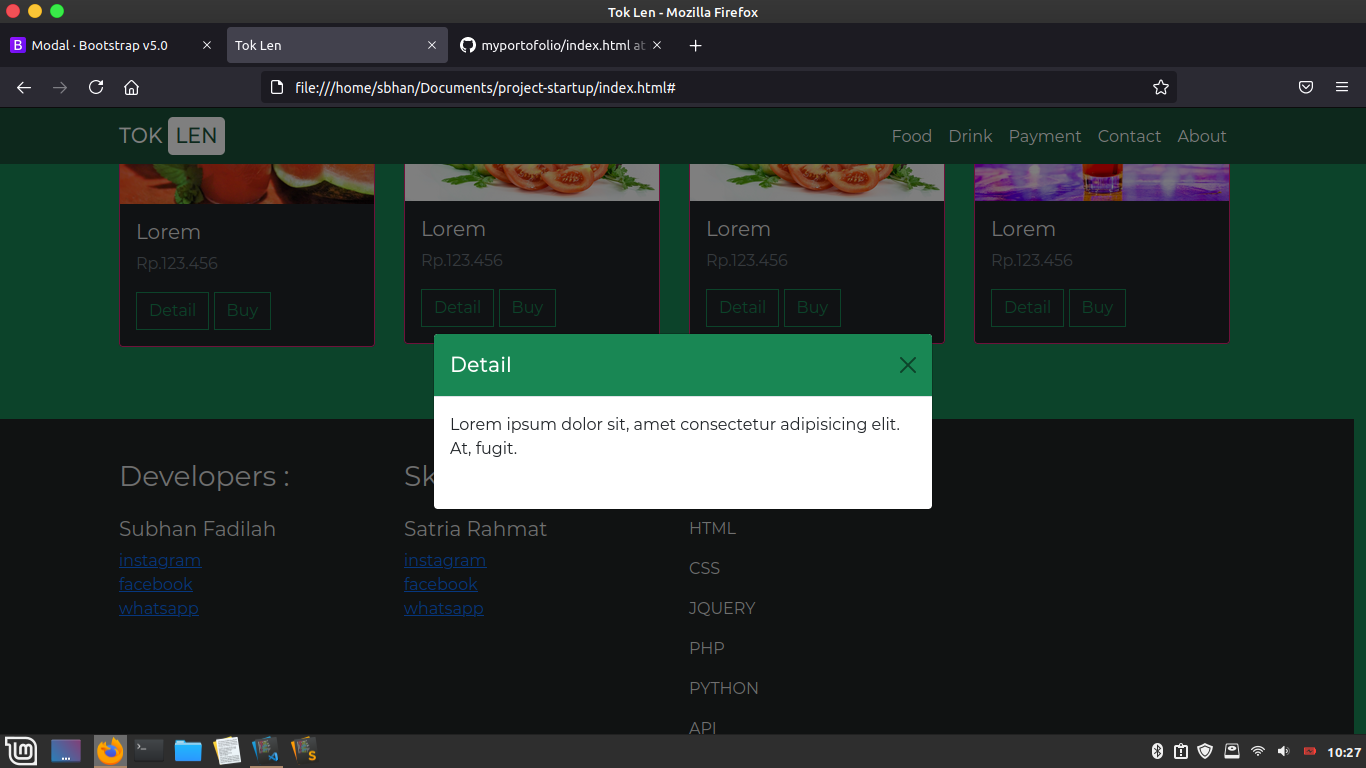 Tok Len - Mozilla Firefox
B Modal · Bootstrap v5.0
Tok Len
myportofolio/index.html at
file:///home/sbhan/Documents/project-startup/index.html#
TOK LEN
Food Drink Payment Contact About
Lorem Lorem Lorem Lorem
Rp.123.456 Rp.123.456 Rp.123.456 Rp.123.456
Detail Buy Detail Buy Detail Buy Detail Buy
Detail
Lorem ipsum dolor sit, amet consectetur adipisicing elit.
At, fugit.
Developers : Sk
Subhan Fadilah Satria Rahmat HTML
instagram instagram
facebook facebook CSS
whatsapp whatsapp JQUERY
PHP
PYTHON
API
10:27